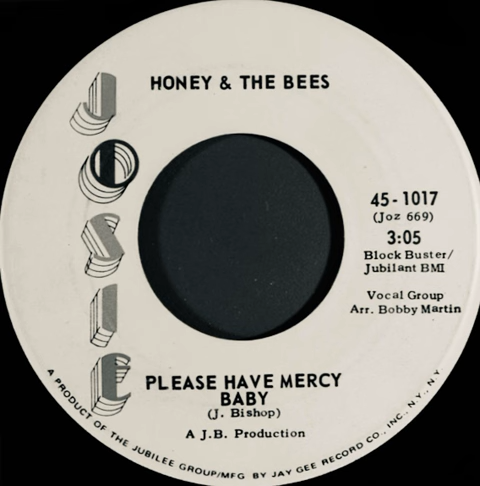 HONEY & THE BEES
JOSIE
45-1017
(Joz 669)
3:05
Block Buster/
Jubilant BMI
Vocal Group
Arr. Bobby Martin
PLEASE HAVE MERCY
BABY
(J. Bishop)
A J.B. Production
A PRODUCT OF THE JUBILEE GROUP/MFG BY JAY GEE RECORD CO., INC., N.Y., N.Y.